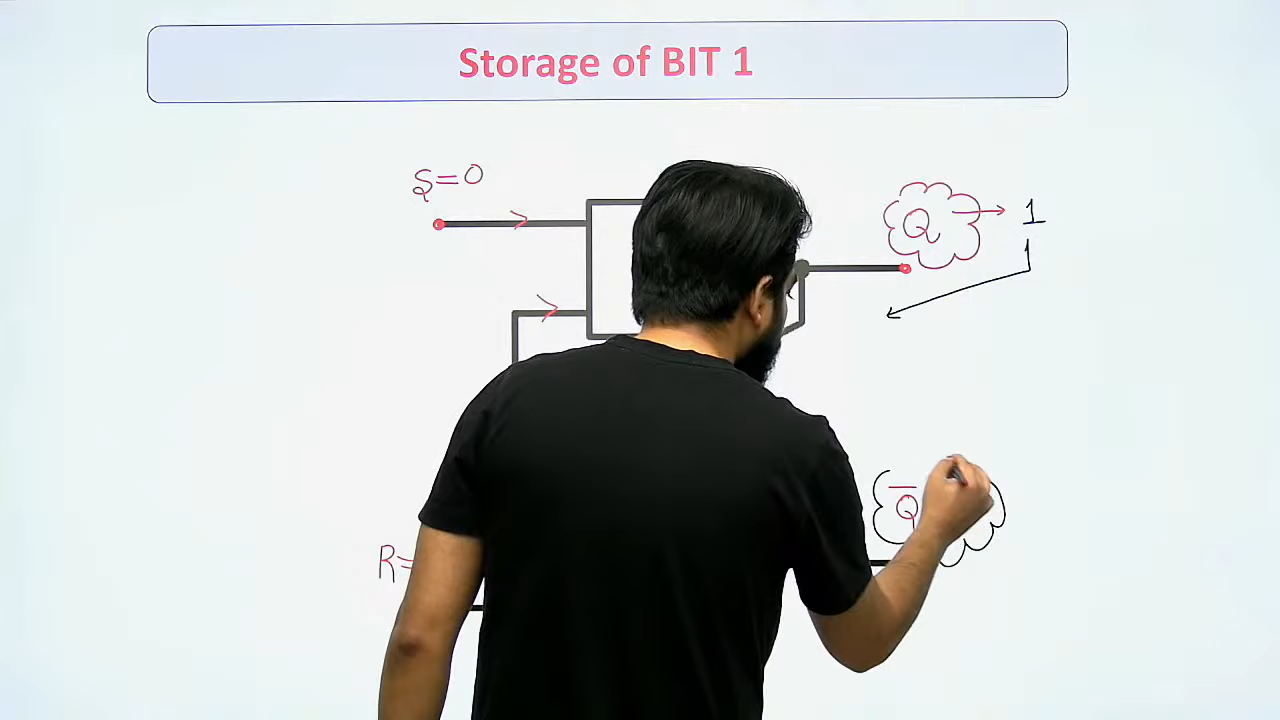 Storage of BIT 1
S=0
Q → 1
Q̅
R=